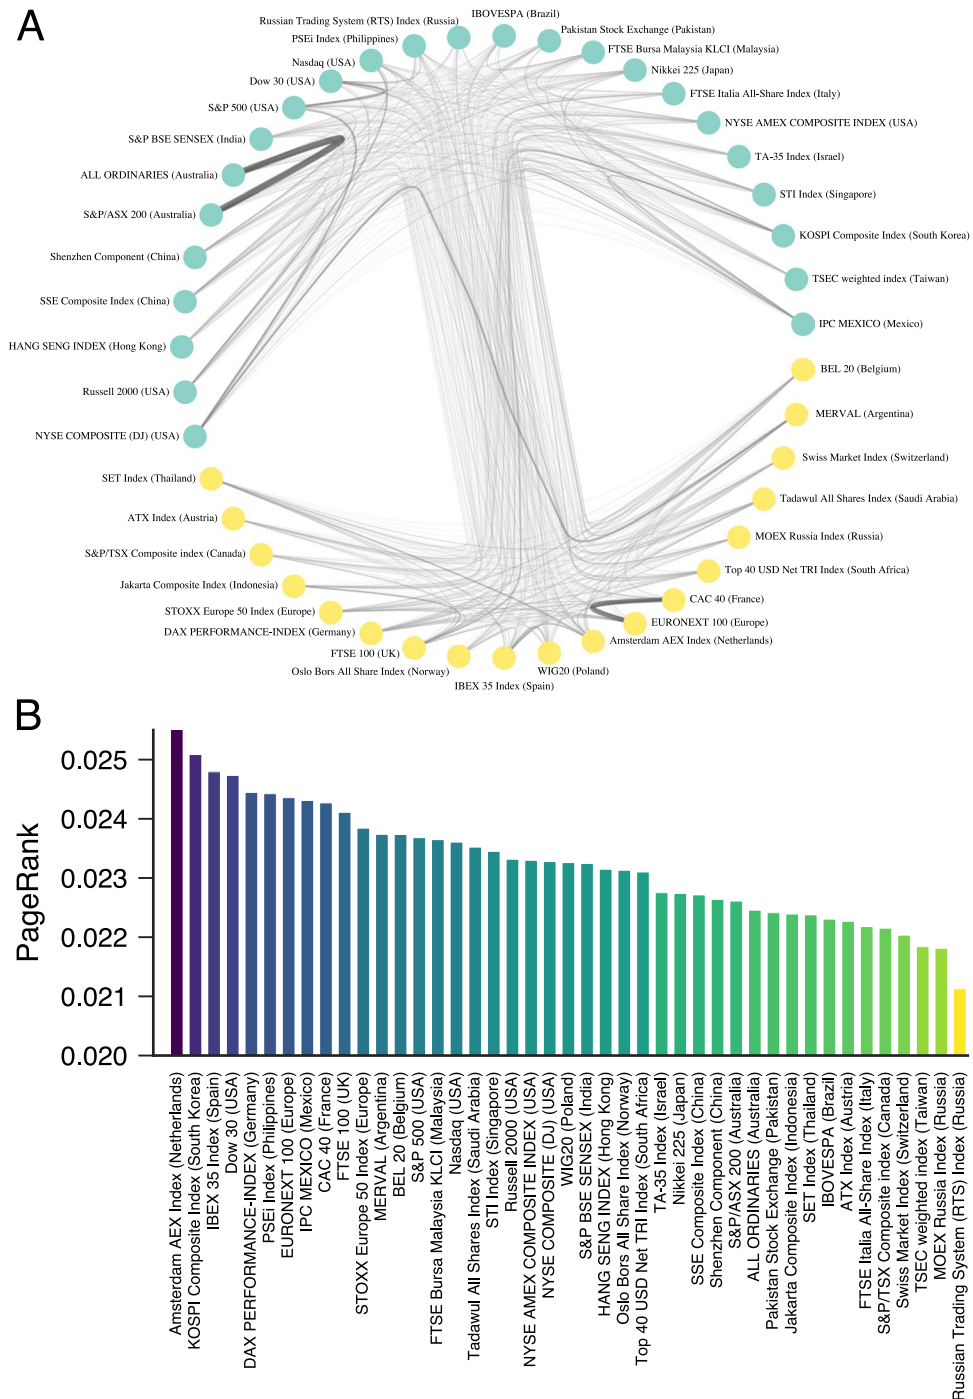 A
IBOVESPA (Brazil)
Russian Trading System (RTS) Index (Russia)
Pakistan Stock Exchange (Pakistan)
PSEi Index (Philippines)
FTSE Bursa Malaysia KLCI (Malaysia)
Nasdaq (USA)
Nikkei 225 (Japan)
Dow 30 (USA)
FTSE Italia All-Share Index (Italy)
S&P 500 (USA)
NYSE AMEX COMPOSITE INDEX (USA)
S&P BSE SENSEX (India)
TA-35 Index (Israel)
ALL ORDINARIES (Australia)
STI Index (Singapore)
S&P/ASX 200 (Australia)
KOSPI Composite Index (South Korea)
Shenzhen Component (China)
TSEC weighted index (Taiwan)
SSE Composite Index (China)
IPC MEXICO (Mexico)
HANG SENG INDEX (Hong Kong)
BEL 20 (Belgium)
Russell 2000 (USA)
MERVAL (Argentina)
NYSE COMPOSITE (DJ) (USA)
Swiss Market Index (Switzerland)
SET Index (Thailand)
Tadawul All Shares Index (Saudi Arabia)
ATX Index (Austria)
MOEX Russia Index (Russia)
S&P/TSX Composite index (Canada)
Top 40 USD Net TRI Index (South Africa)
Jakarta Composite Index (Indonesia)
CAC 40 (France)
STOXX Europe 50 Index (Europe)
EURONEXT 100 (Europe)
DAX PERFORMANCE-INDEX (Germany)
Amsterdam AEX Index (Netherlands)
FTSE 100 (UK)
Oslo Bors All Share Index (Norway)
WIG20 (Poland)
IBEX 35 Index (Spain)
B
PageRank
0.025
0.024
0.023
0.022
0.021
0.020
Amsterdam AEX Index (Netherlands)
KOSPI Composite Index (South Korea)
IBEX 35 Index (Spain)
Dow 30 (USA)
DAX PERFORMANCE-INDEX (Germany)
PSEi Index (Philippines)
EURONEXT 100 (Europe)
IPC MEXICO (Mexico)
CAC 40 (France)
FTSE 100 (UK)
STOXX Europe 50 Index (Europe)
MERVAL (Argentina)
BEL 20 (Belgium)
S&P 500 (USA)
FTSE Bursa Malaysia KLCI (Malaysia)
Nasdaq (USA)
Tadawul All Shares Index (Saudi Arabia)
STI Index (Singapore)
Russell 2000 (USA)
NYSE AMEX COMPOSITE INDEX (USA)
NYSE COMPOSITE (DJ) (USA)
WIG20 (Poland)
S&P BSE SENSEX (India)
HANG SENG INDEX (Hong Kong)
Oslo Bors All Share Index (Norway)
Top 40 USD Net TRI Index (South Africa)
TA-35 Index (Israel)
Nikkei 225 (Japan)
SSE Composite Index (China)
Shenzhen Component (China)
S&P/ASX 200 (Australia)
ALL ORDINARIES (Australia)
Pakistan Stock Exchange (Pakistan)
Jakarta Composite Index (Indonesia)
SET Index (Thailand)
IBOVESPA (Brazil)
ATX Index (Austria)
FTSE Italia All-Share Index (Italy)
S&P/TSX Composite index (Canada)
Swiss Market Index (Switzerland)
TSEC weighted index (Taiwan)
MOEX Russia Index (Russia)
Russian Trading System (RTS) Index (Russia)